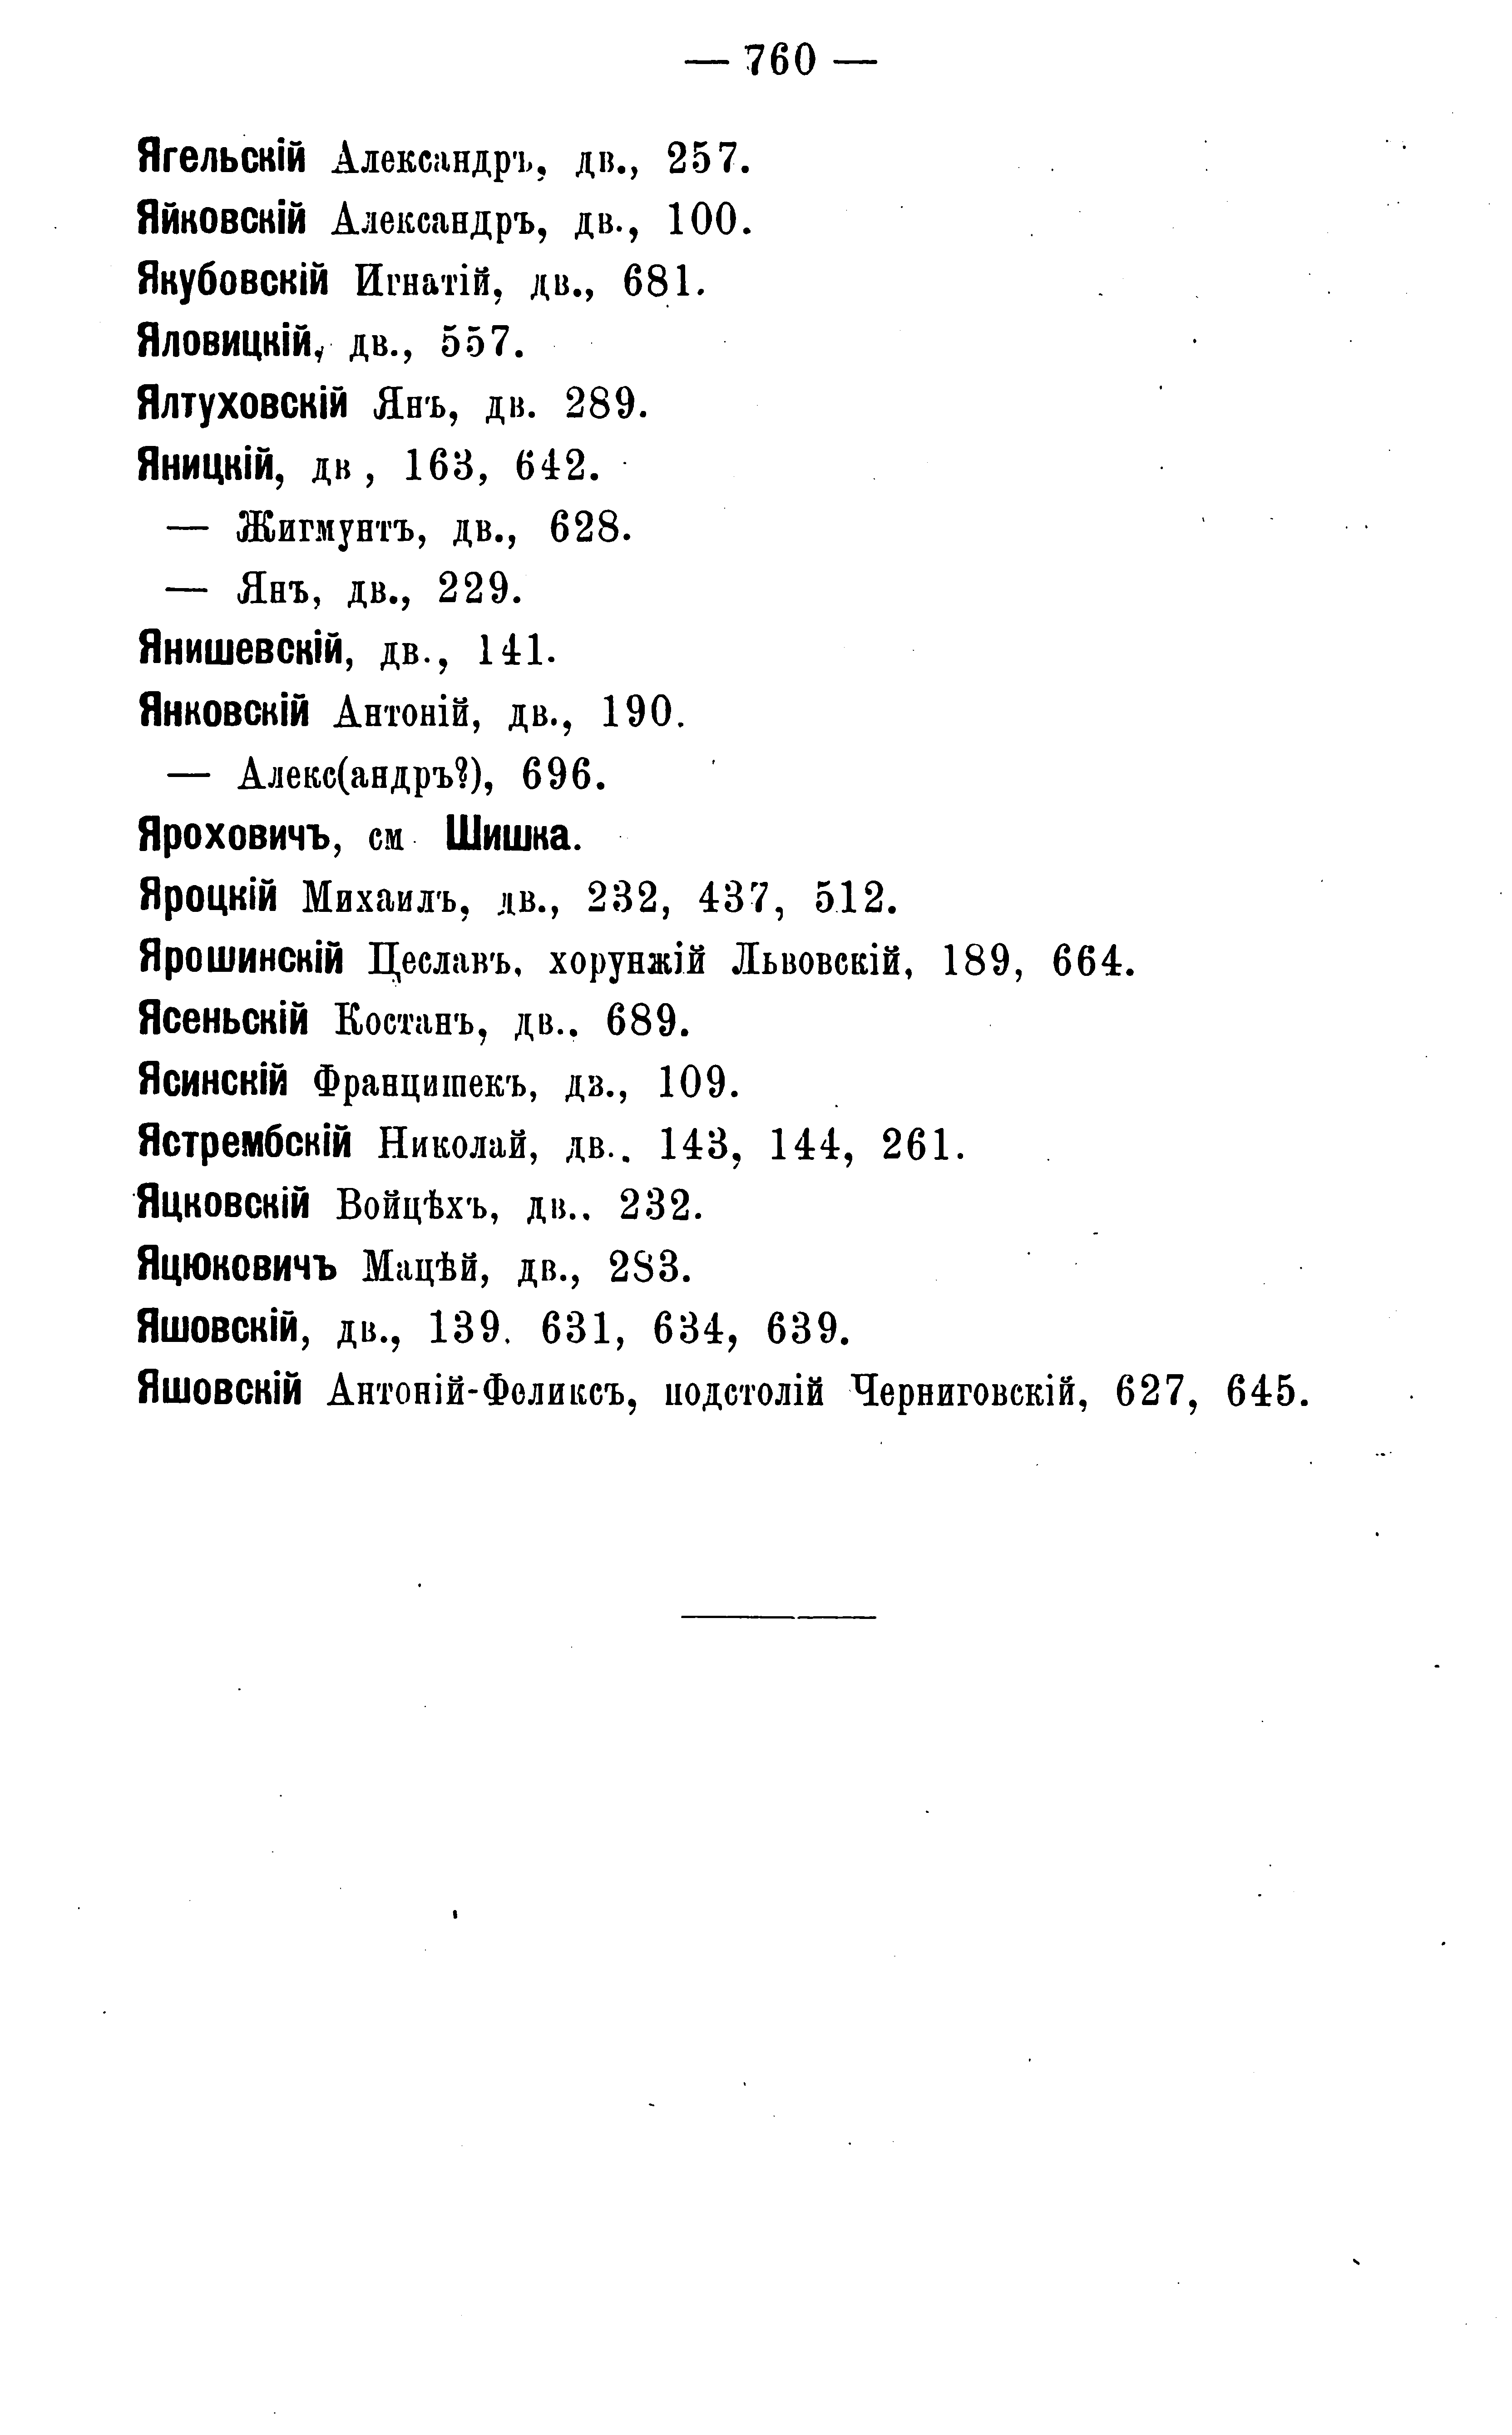 — 760 —
Ягельскій Александръ, дв., 257.
Яйковскій Александръ, дв., 100.
Якубовскій Игнатій, дв., 681.
Яловицкій, дв., 557.
Ялтуховскій Янъ, дв. 289.
Яницкій, дв , 163, 642.
— Жигмунтъ, дв., 628.
— Янъ, дв., 229.
Янишевскій, дв., 141.
Янковскій Антоній, дв., 190.
— Алекс(андръ?), 696.
Яроховичъ, см Шишка.
Яроцкій Михаилъ, дв., 232, 437, 512.
Ярошинскій Цеславъ, хорунжій Львовскій, 189, 664.
Ясеньскій Костанъ, дв.. 689.
Ясинскій Францишекъ, дв., 109.
Ястрембскій Николай, дв.. 143, 144, 261.
Яцковскій Войцѣхъ, дв.. 232.
Яцюковичъ Мацѣй, дв., 283.
Яшовскій, дв., 139. 631, 634, 639.
Яшовскій Антоній-Феликсъ, подстолій Черниговскій, 627, 645.